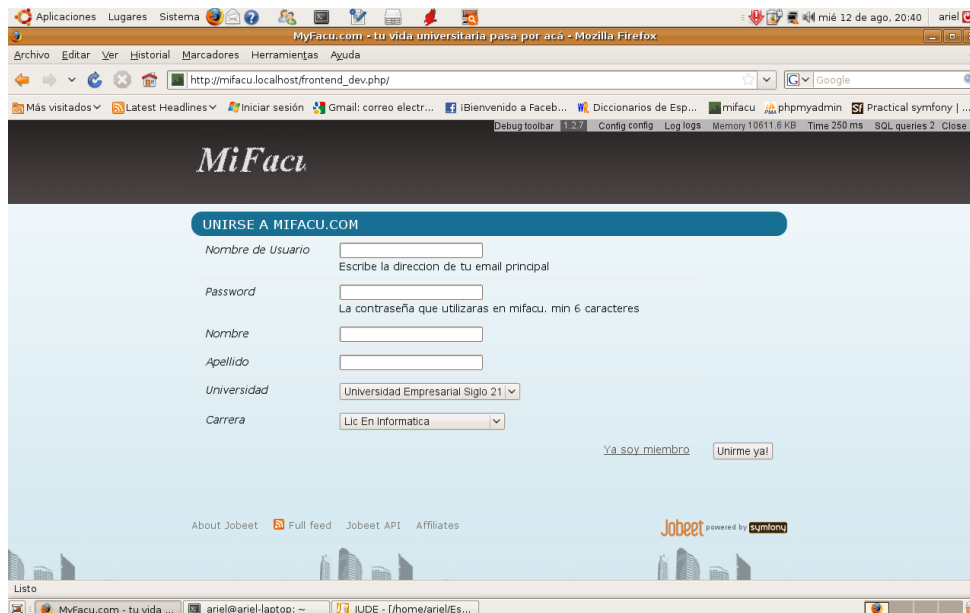 Aplicaciones Lugares Sistema mié 12 de ago, 20:40 ariel
MyFacu.com - tu vida universitaria pasa por acá - Mozilla Firefox
Archivo Editar Ver Historial Marcadores Herramientas Ayuda
http://mifacu.localhost/frontend_dev.php/ G Google
Más visitados Latest Headlines Iniciar sesión Gmail: correo electr... ¡Bienvenido a Faceb... Diccionarios de Esp... mifacu phpmyadmin Practical symfony | ...
Debug toolbar 1.2.7 Config config Log logs Memory 10611.6 KB Time 250 ms SQL queries 2 Close
MiFacu
UNIRSE A MIFACU.COM
Nombre de Usuario
Escribe la direccion de tu email principal
Password
La contraseña que utilizaras en mifacu. min 6 caracteres
Nombre
Apellido
Universidad Universidad Empresarial Siglo 21
Carrera Lic En Informatica
Ya soy miembro Unirme ya!
About Jobeet Full feed Jobeet API Affiliates Jobeet powered by symfony
Listo
MyFacu.com - tu vida ... ariel@ariel-laptop: ~ JUDE - [/home/ariel/Es...